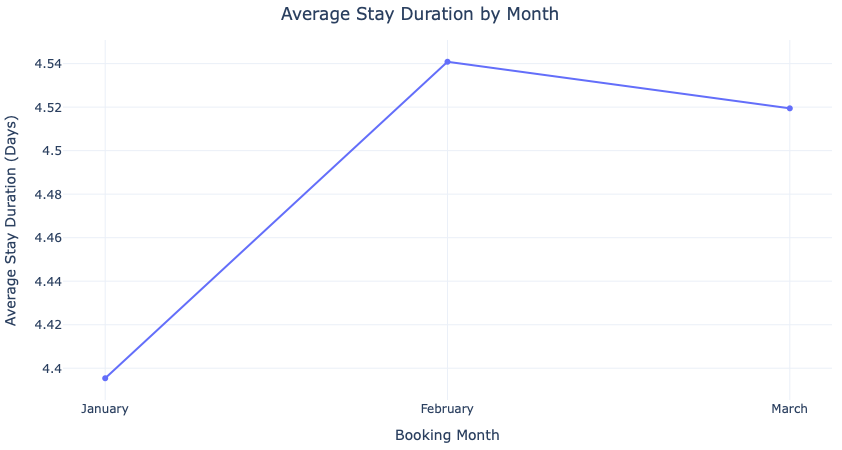 Average Stay Duration by Month
Average Stay Duration (Days)
4.54
4.52
4.5
4.48
4.46
4.44
4.42
4.4
January February March
Booking Month